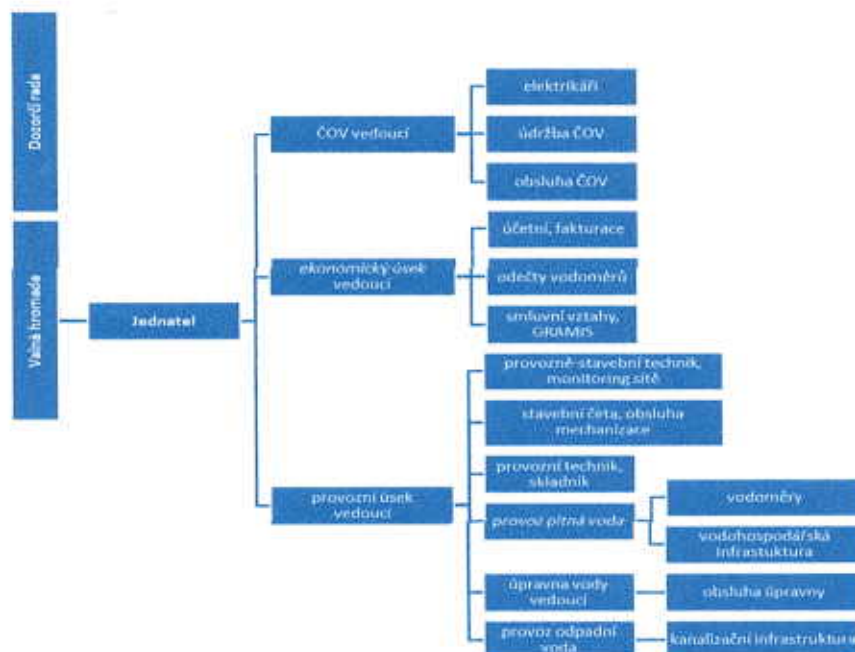 Dozorčí rada
Valná hromada
Jednatel
ČOV vedoucí
elektrikáři
údržba ČOV
obsluha ČOV
ekonomický úsek
vedoucí
účetní, fakturace
odečty vodoměrů
smluvní vztahy,
GRAMIS
provozní úsek
vedoucí
provozně-stavební technik,
monitoring sítě
stavební četa, obsluha
mechanizace
provozní technik,
skladník
provoz pitná voda
vodoměry
vodohospodářská
infrastuktura
úpravna vody
vedoucí
obsluha úpravny
provoz odpadní
voda
kanalizační infrastruktura